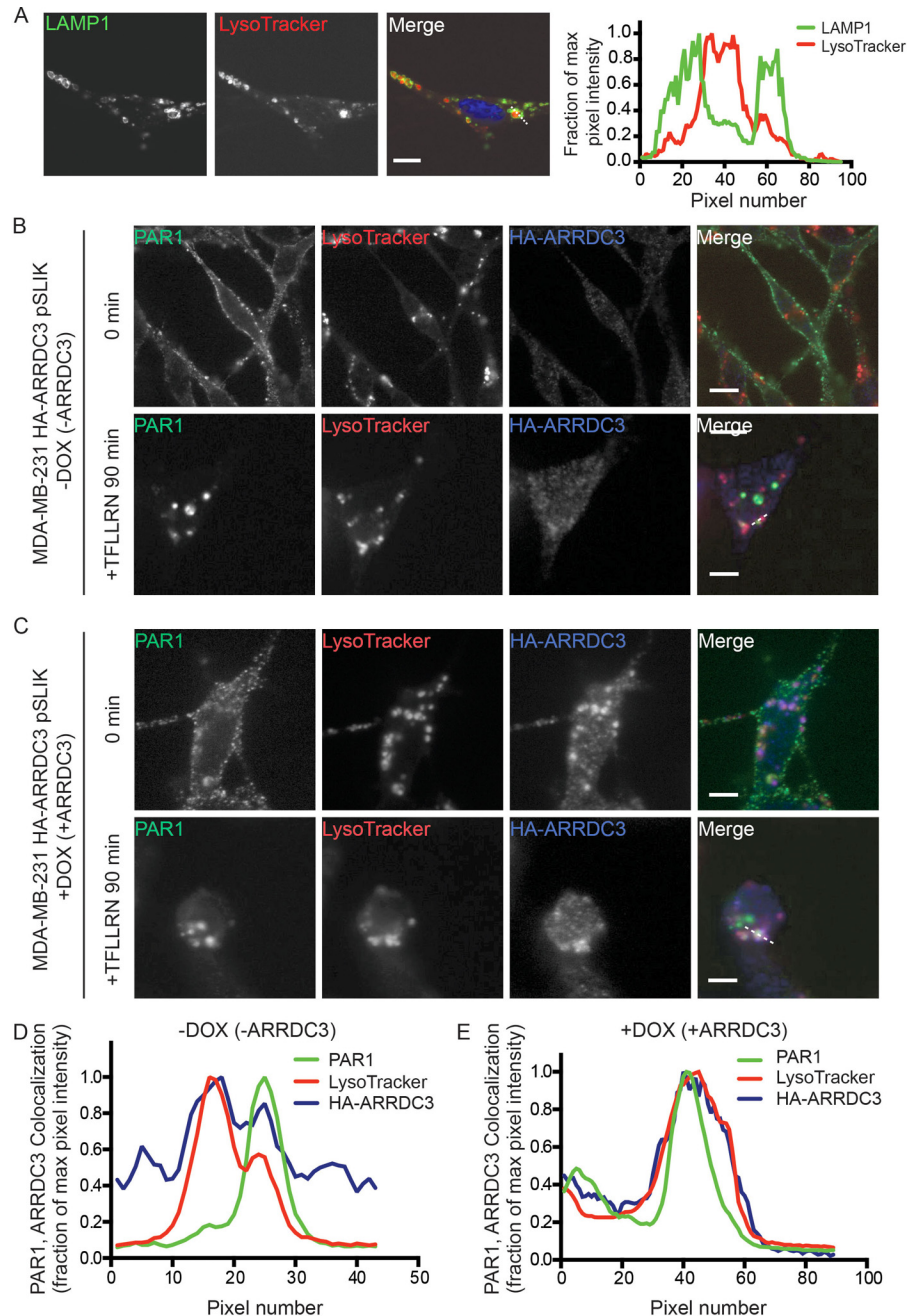 A
LAMP1
LysoTracker
Merge
Fraction of max
pixel intensity
1.0
0.8
0.6
0.4
0.2
0.0
0 20 40 60 80 100
Pixel number
LAMP1
LysoTracker
B
MDA-MB-231 HA-ARRDC3 pSLIK
-DOX (-ARRDC3)
0 min
PAR1
LysoTracker
HA-ARRDC3
Merge
+TFLLRN 90 min
PAR1
LysoTracker
HA-ARRDC3
Merge
C
MDA-MB-231 HA-ARRDC3 pSLIK
+DOX (+ARRDC3)
0 min
PAR1
LysoTracker
HA-ARRDC3
Merge
+TFLLRN 90 min
PAR1
LysoTracker
HA-ARRDC3
Merge
D
-DOX (-ARRDC3)
PAR1
LysoTracker
HA-ARRDC3
PAR1, ARRDC3 Colocalization
(fraction of max pixel intensity)
1.0
0.8
0.6
0.4
0.2
0.0
0 10 20 30 40 50
Pixel number
E
+DOX (+ARRDC3)
PAR1
LysoTracker
HA-ARRDC3
PAR1, ARRDC3 Colocalization
(fraction of max pixel intensity)
1.0
0.8
0.6
0.4
0.2
0.0
0 20 40 60 80 100
Pixel number